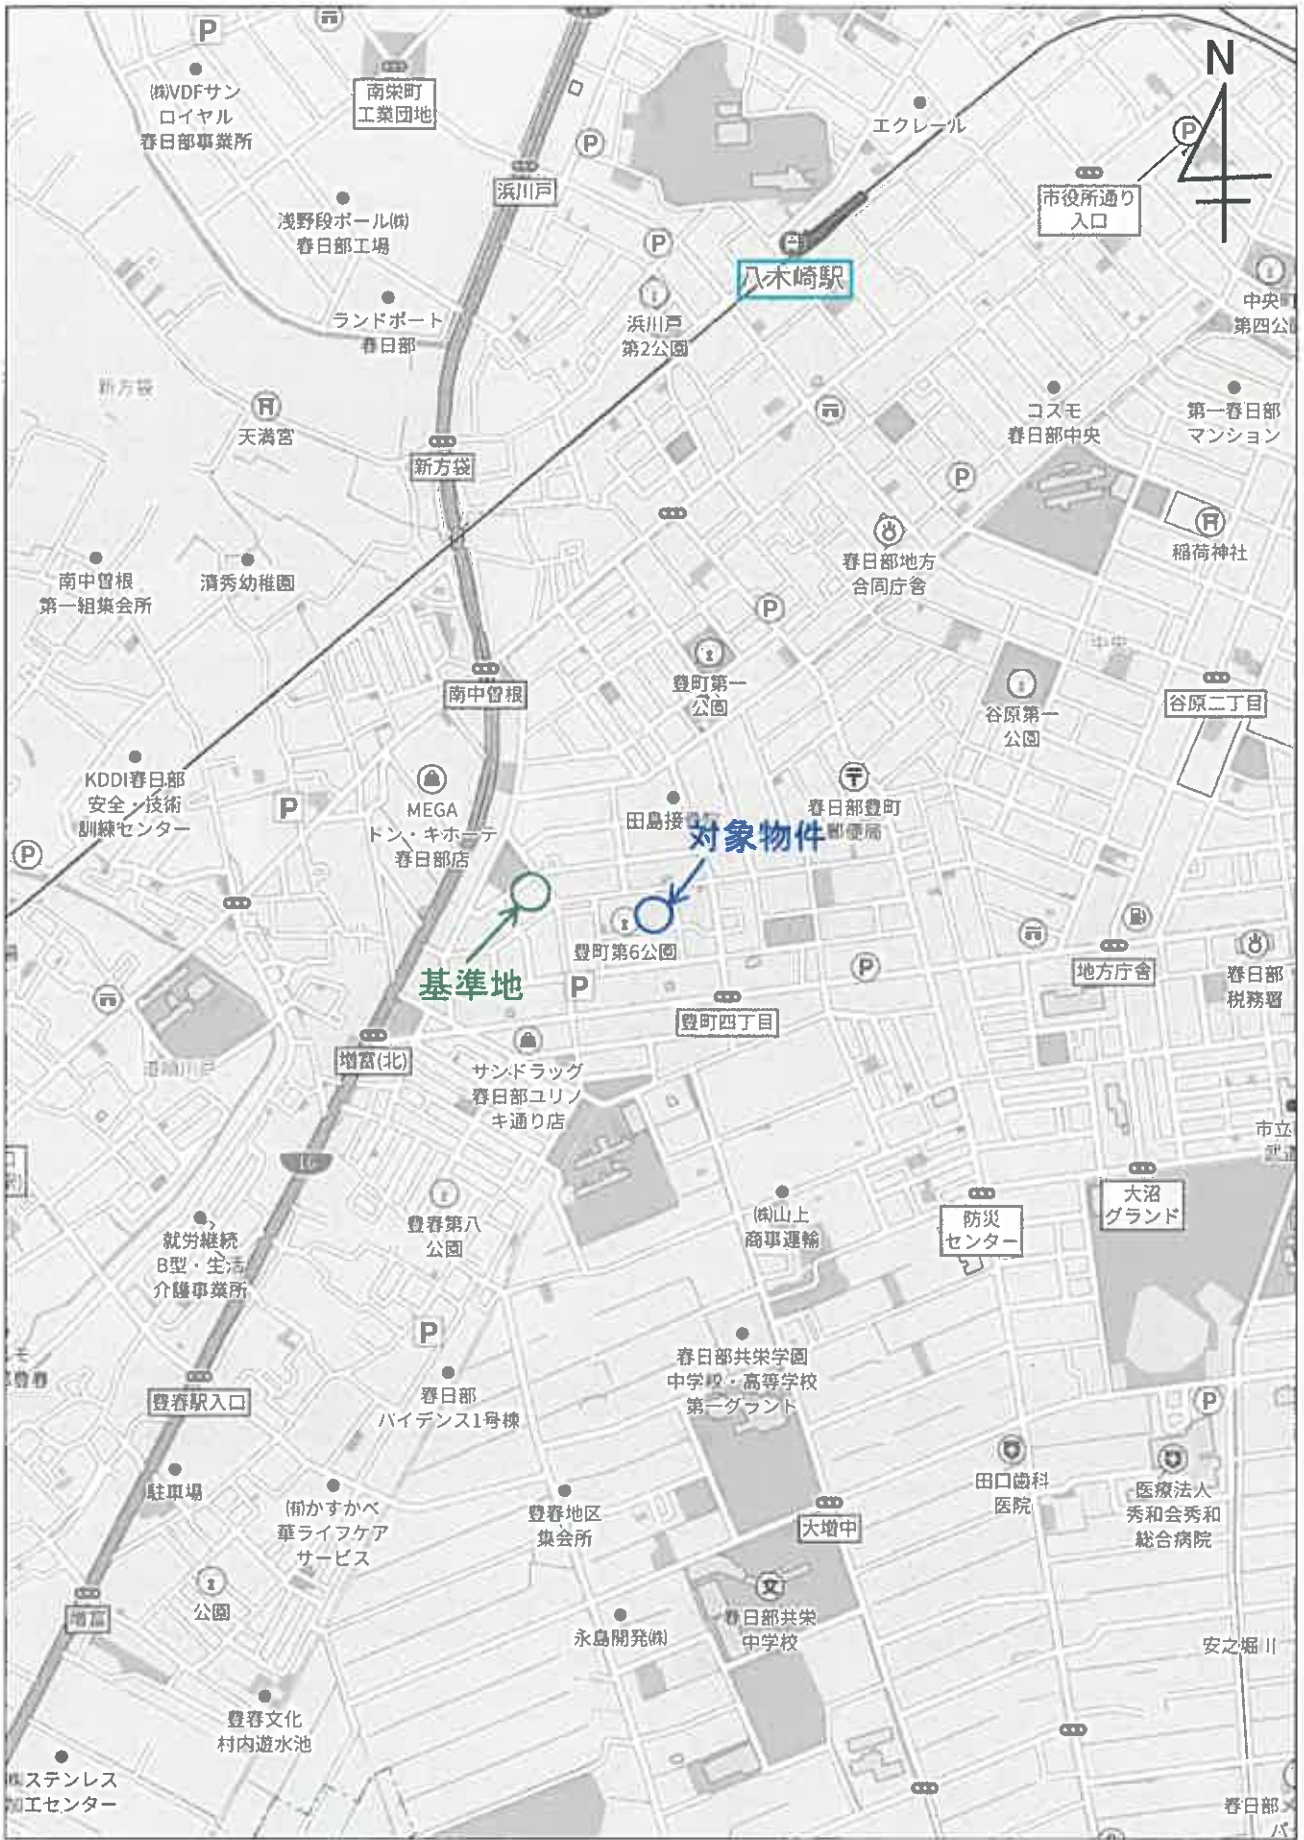 P
㈱VDFサン
ロイヤル
春日部事業所
南栄町
工業団地
P
浜川戸
エクレール
N
P
市役所通り
入口
浅野段ボール㈱
春日部工場
P
八木崎駅
ランドポート
春日部
浜川戸
第2公園
中央町
第四公園
新方袋
天満宮
新方袋
コスモ
春日部中央
第一春日部
マンション
P
南中曽根
第一組集会所
清秀幼稚園
春日部地方
合同庁舎
稲荷神社
P
南中曽根
豊町第一
公園
谷原第一
公園
谷原二丁目
KDDI春日部
安全・技術
訓練センター
P
P
MEGA
ドン・キホーテ
春日部店
田島接
春日部豊町
郵便局
対象物件
基準地
豊町第6公園
P
P
豊町四丁目
地方庁舎
春日部
税務署
増富(北)
サンドラッグ
春日部ユリノ
キ通り店
16
市立
武道
就労継続
B型・生活
介護事業所
豊春第八
公園
㈱山上
商事運輸
防災
センター
大沼
グランド
P
豊春
豊春駅入口
春日部
バイデンス1号棟
春日部共栄学園
中学校・高等学校
第二グランド
P
駐車場
㈲かすかべ
華ライフケア
サービス
豊春地区
集会所
大増中
田口歯科
医院
医療法人
秀和会秀和
総合病院
増富
公園
永島開発㈱
春日部共栄
中学校
安之堀川
豊春文化
村内遊水池
ステンレス
加工センター
春日部
パ